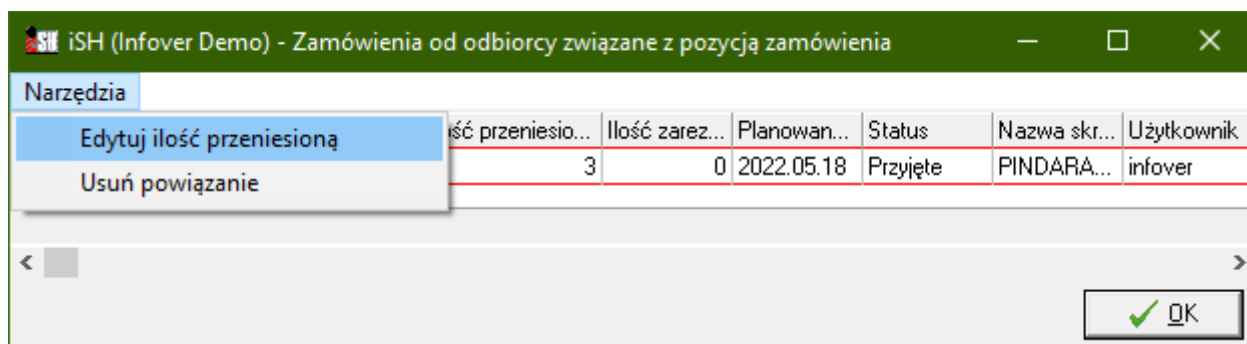 iSH (Infover Demo) - Zamówienia od odbiorcy związane z pozycją zamówienia
Narzędzia
Edytuj ilość przeniesioną
Usuń powiązanie
ść przeniesio... Ilość zarez... Planowan... Status Nazwa skr... Użytkownik
3 0 2022.05.18 Przyjęte PINDARA... infover
OK